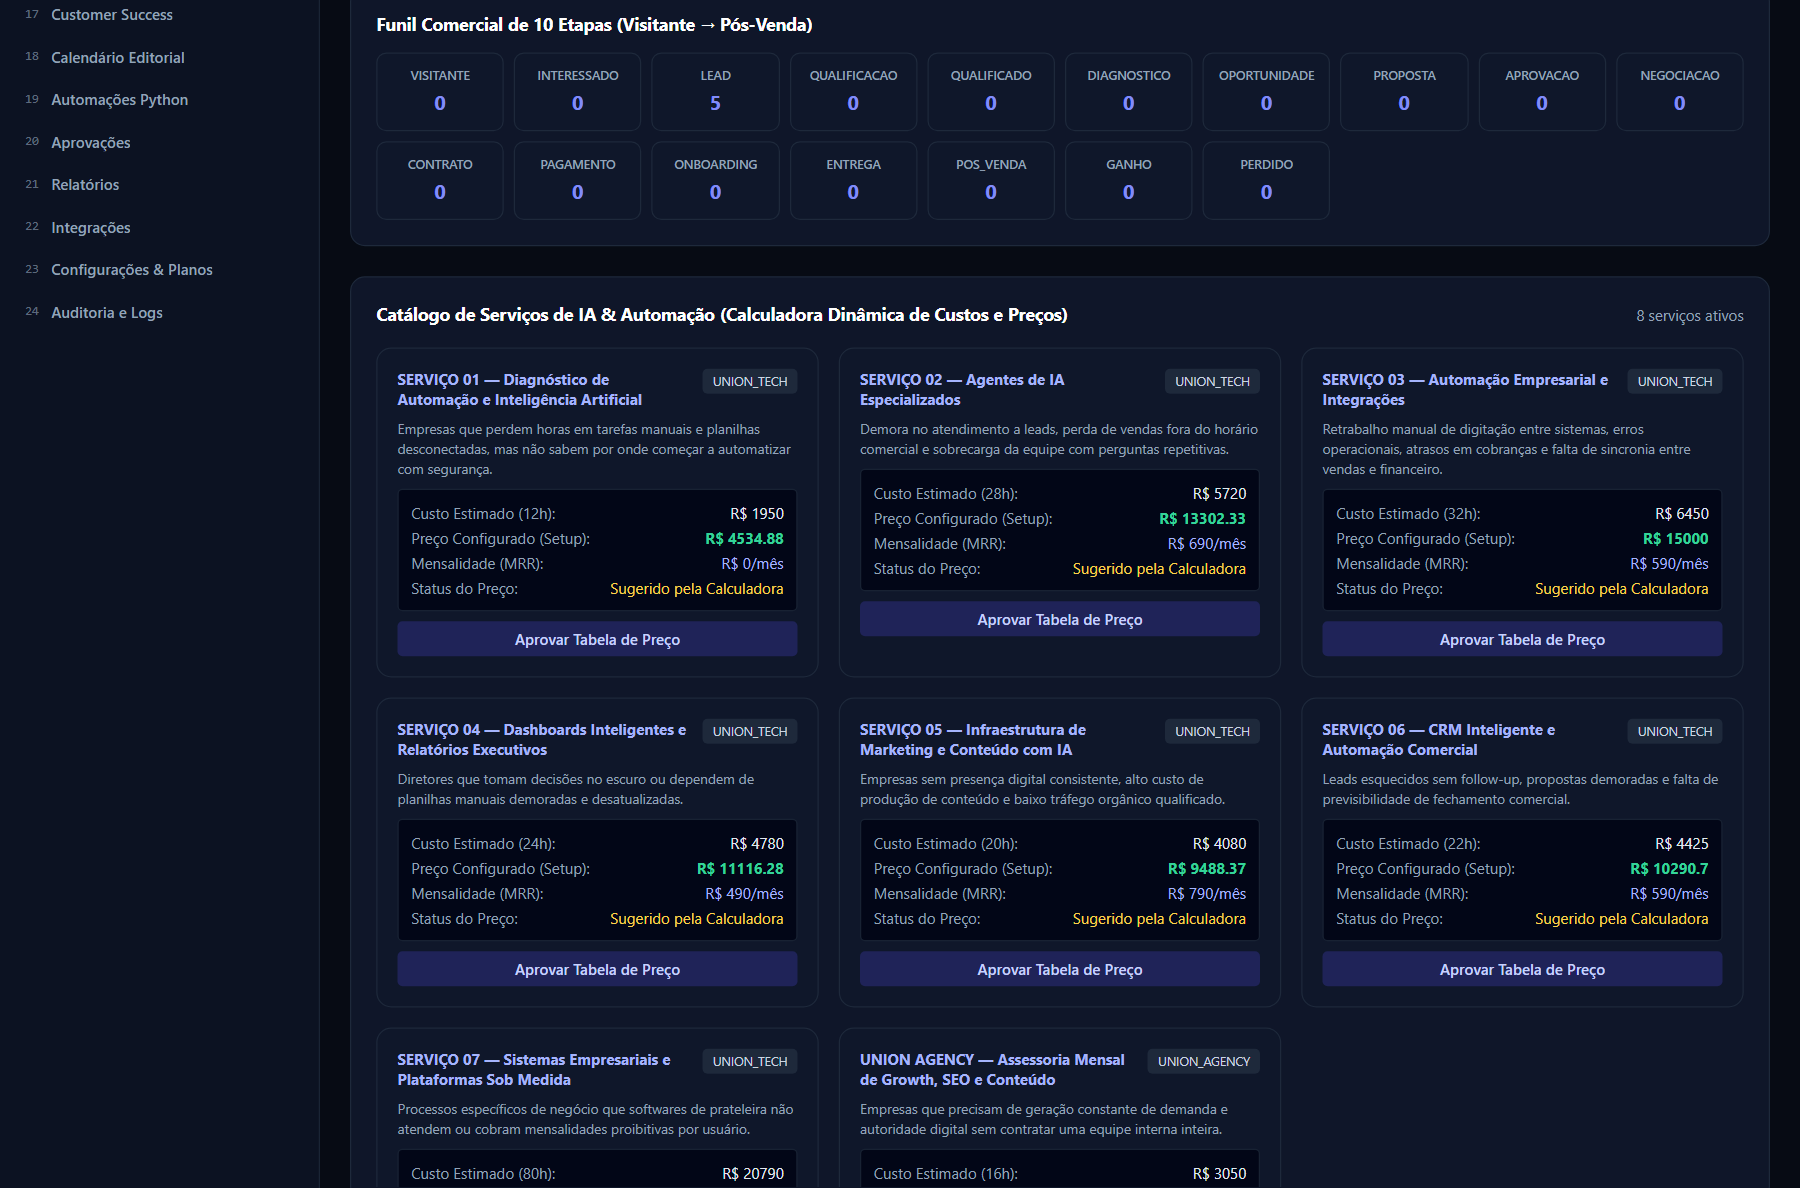 17 Customer Success
18 Calendário Editorial
19 Automações Python
20 Aprovações
21 Relatórios
22 Integrações
23 Configurações & Planos
24 Auditoria e Logs
Funil Comercial de 10 Etapas (Visitante → Pós-Venda)
VISITANTE
0
INTERESSADO
0
LEAD
5
QUALIFICACAO
0
QUALIFICADO
0
DIAGNOSTICO
0
OPORTUNIDADE
0
PROPOSTA
0
APROVACAO
0
NEGOCIACAO
0
CONTRATO
0
PAGAMENTO
0
ONBOARDING
0
ENTREGA
0
POS_VENDA
0
GANHO
0
PERDIDO
0
Catálogo de Serviços de IA & Automação (Calculadora Dinâmica de Custos e Preços)
8 serviços ativos
SERVIÇO 01 — Diagnóstico de
Automação e Inteligência Artificial
UNION_TECH
Empresas que perdem horas em tarefas manuais e planilhas
desconectadas, mas não sabem por onde começar a automatizar
com segurança.
Custo Estimado (12h): R$ 1950
Preço Configurado (Setup): R$ 4534.88
Mensalidade (MRR): R$ 0/mês
Status do Preço: Sugerido pela Calculadora
Aprovar Tabela de Preço
SERVIÇO 02 — Agentes de IA
Especializados
UNION_TECH
Demora no atendimento a leads, perda de vendas fora do horário
comercial e sobrecarga da equipe com perguntas repetitivas.
Custo Estimado (28h): R$ 5720
Preço Configurado (Setup): R$ 13302.33
Mensalidade (MRR): R$ 690/mês
Status do Preço: Sugerido pela Calculadora
Aprovar Tabela de Preço
SERVIÇO 03 — Automação Empresarial e
Integrações
UNION_TECH
Retrabalho manual de digitação entre sistemas, erros
operacionais, atrasos em cobranças e falta de sincronia entre
vendas e financeiro.
Custo Estimado (32h): R$ 6450
Preço Configurado (Setup): R$ 15000
Mensalidade (MRR): R$ 590/mês
Status do Preço: Sugerido pela Calculadora
Aprovar Tabela de Preço
SERVIÇO 04 — Dashboards Inteligentes e
Relatórios Executivos
UNION_TECH
Diretores que tomam decisões no escuro ou dependem de
planilhas manuais demoradas e desatualizadas.
Custo Estimado (24h): R$ 4780
Preço Configurado (Setup): R$ 11116.28
Mensalidade (MRR): R$ 490/mês
Status do Preço: Sugerido pela Calculadora
Aprovar Tabela de Preço
SERVIÇO 05 — Infraestrutura de
Marketing e Conteúdo com IA
UNION_TECH
Empresas sem presença digital consistente, alto custo de
produção de conteúdo e baixo tráfego orgânico qualificado.
Custo Estimado (20h): R$ 4080
Preço Configurado (Setup): R$ 9488.37
Mensalidade (MRR): R$ 790/mês
Status do Preço: Sugerido pela Calculadora
Aprovar Tabela de Preço
SERVIÇO 06 — CRM Inteligente e
Automação Comercial
UNION_TECH
Leads esquecidos sem follow-up, propostas demoradas e falta de
previsibilidade de fechamento comercial.
Custo Estimado (22h): R$ 4425
Preço Configurado (Setup): R$ 10290.7
Mensalidade (MRR): R$ 590/mês
Status do Preço: Sugerido pela Calculadora
Aprovar Tabela de Preço
SERVIÇO 07 — Sistemas Empresariais e
Plataformas Sob Medida
UNION_TECH
Processos específicos de negócio que softwares de prateleira não
atendem ou cobram mensalidades proibitivas por usuário.
Custo Estimado (80h): R$ 20790
UNION AGENCY — Assessoria Mensal
de Growth, SEO e Conteúdo
UNION_AGENCY
Empresas que precisam de geração constante de demanda e
autoridade digital sem contratar uma equipe interna inteira.
Custo Estimado (16h): R$ 3050